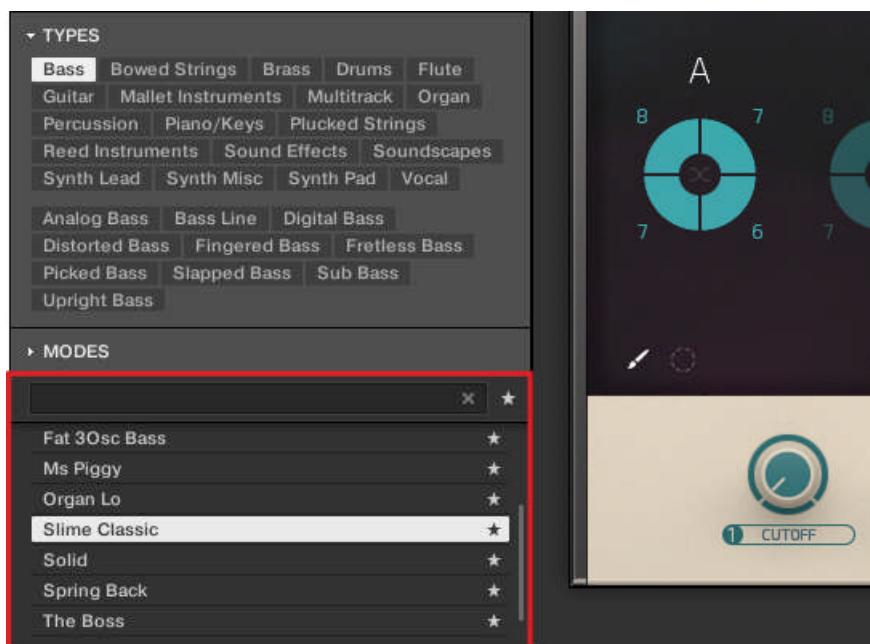 TYPES
Bass Bowed Strings Brass Drums Flute
Guitar Mallet Instruments Multitrack Organ
Percussion Piano/Keys Plucked Strings
Reed Instruments Sound Effects Soundscapes
Synth Lead Synth Misc Synth Pad Vocal
Analog Bass Bass Line Digital Bass
Distorted Bass Fingered Bass Fretless Bass
Picked Bass Slapped Bass Sub Bass
Upright Bass
MODES
Fat 3Osc Bass
Ms Piggy
Organ Lo
Slime Classic
Solid
Spring Back
The Boss
A
8 7 8
7 6 7
1 CUTOFF